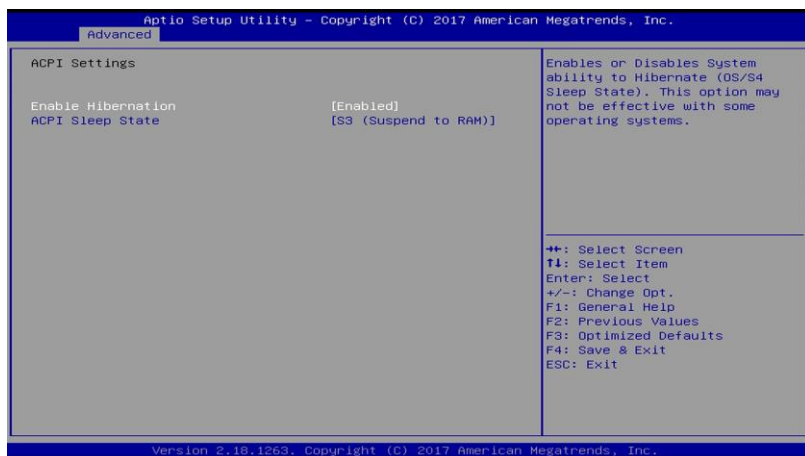 Aptio Setup Utility – Copyright (C) 2017 American Megatrends, Inc.
Advanced
ACPI Settings
Enable Hibernation [Enabled]
ACPI Sleep State [S3 (Suspend to RAM)]
Enables or Disables System
ability to Hibernate (OS/S4
Sleep State). This option may
not be effective with some
operating systems.
→←: Select Screen
↑↓: Select Item
Enter: Select
+/-: Change Opt.
F1: General Help
F2: Previous Values
F3: Optimized Defaults
F4: Save & Exit
ESC: Exit
Version 2.18.1263. Copyright (C) 2017 American Megatrends, Inc.